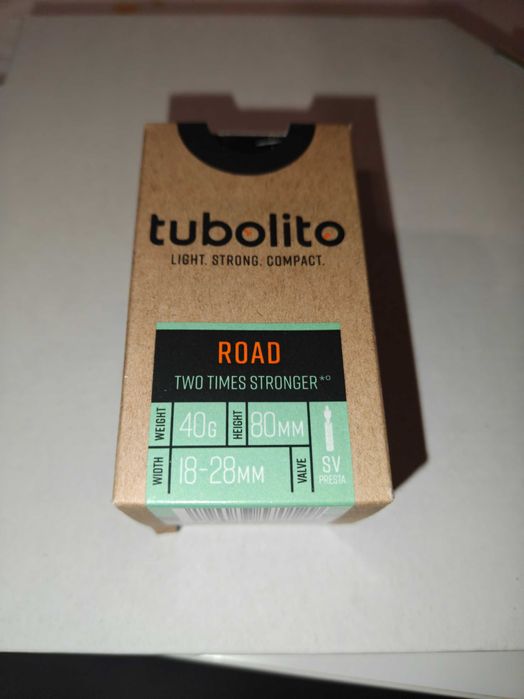 tubolito
LIGHT. STRONG. COMPACT.
ROAD
TWO TIMES STRONGER*°
WEIGHT 40G HEIGHT 80MM
WIDTH 18-28MM VALVE SV
PRESTA